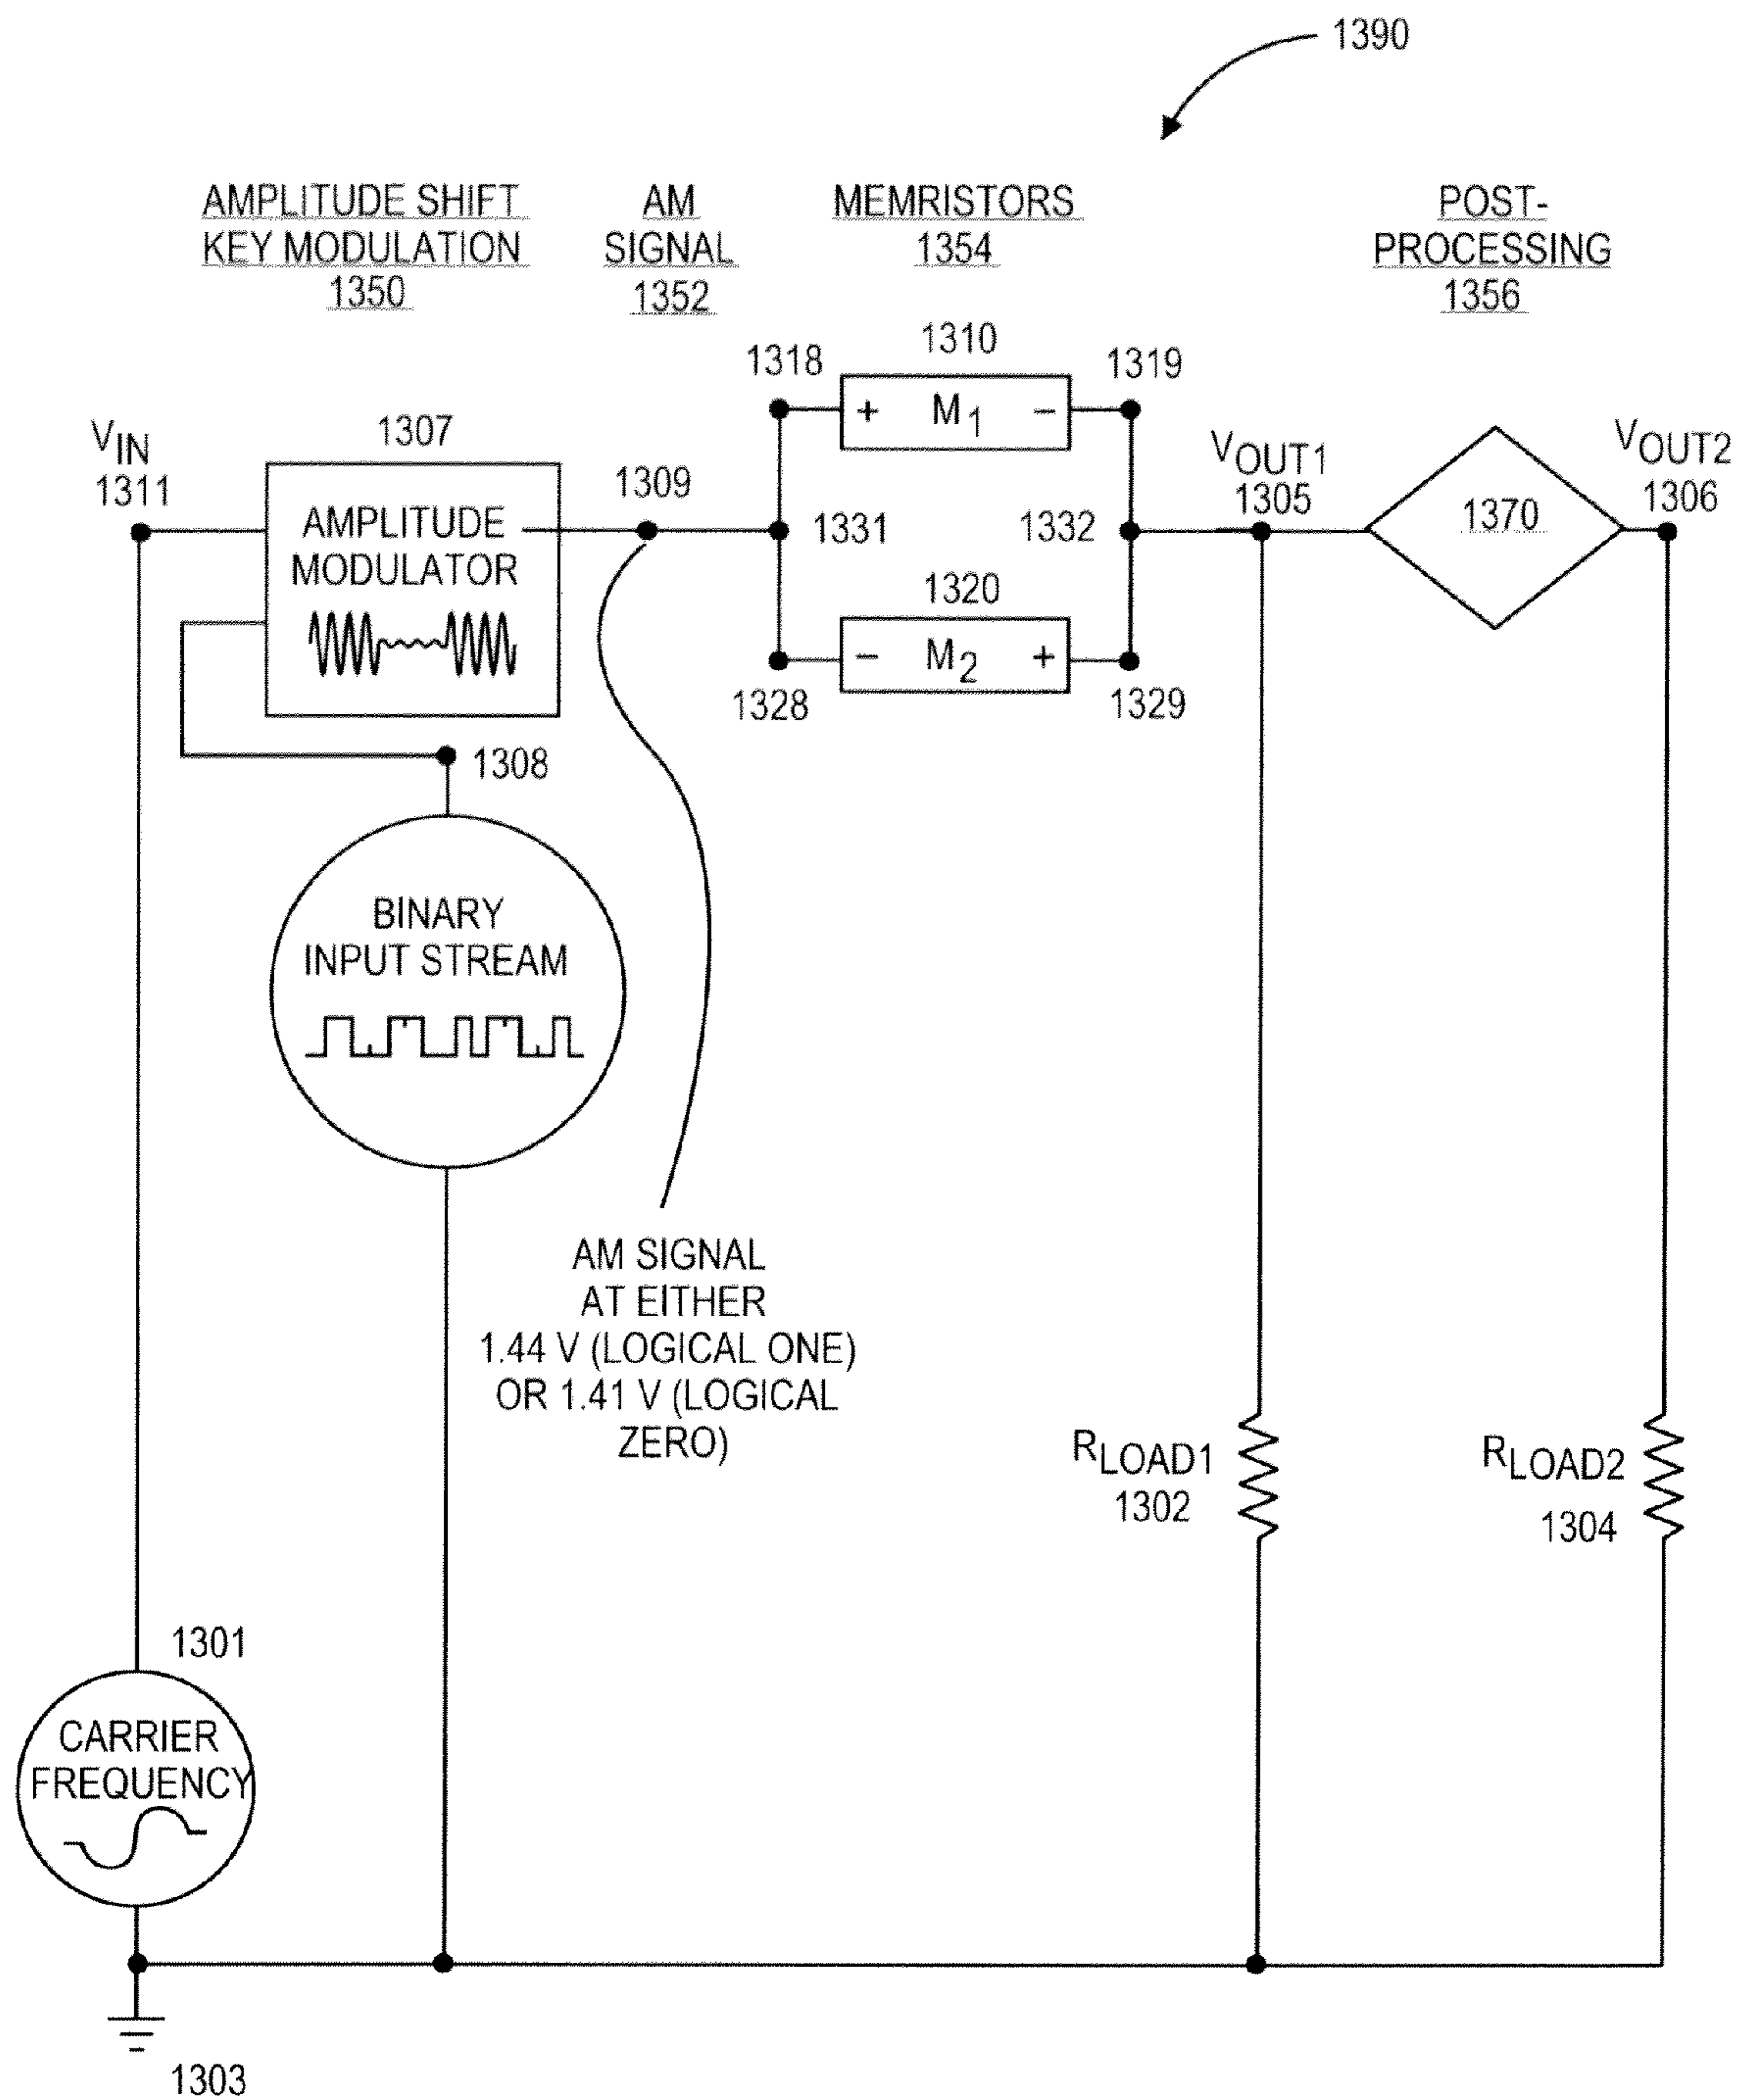 1390
AMPLITUDE SHIFT
KEY MODULATION
1350
AM
SIGNAL
1352
MEMRISTORS
1354
POST-
PROCESSING
1356
1310
1318
+ M1 −
1319
VIN
1311
1307
AMPLITUDE
MODULATOR
1309
1331
1332
VOUT1
1305
1370
VOUT2
1306
1320
− M2 +
1328
1329
1308
BINARY
INPUT STREAM
AM SIGNAL
AT EITHER
1.44 V (LOGICAL ONE)
OR 1.41 V (LOGICAL
ZERO)
RLOAD1
1302
RLOAD2
1304
1301
CARRIER
FREQUENCY
1303